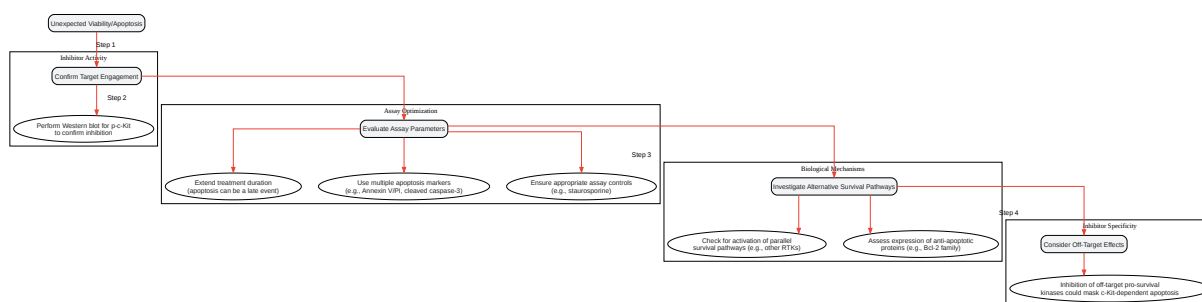 Unexpected Viability/Apoptosis
Step 1
Inhibitor Activity
Confirm Target Engagement
Step 2
Perform Western blot for p-c-Kit
to confirm inhibition
Assay Optimization
Evaluate Assay Parameters
Step 3
Extend treatment duration
(apoptosis can be a late event)
Use multiple apoptosis markers
(e.g., Annexin V/PI, cleaved caspase-3)
Ensure appropriate assay controls
(e.g., staurosporine)
Biological Mechanisms
Investigate Alternative Survival Pathways
Step 4
Check for activation of parallel
survival pathways (e.g., other RTKs)
Assess expression of anti-apoptotic
proteins (e.g., Bcl-2 family)
Inhibitor Specificity
Consider Off-Target Effects
Inhibition of off-target pro-survival
kinases could mask c-Kit-dependent apoptosis